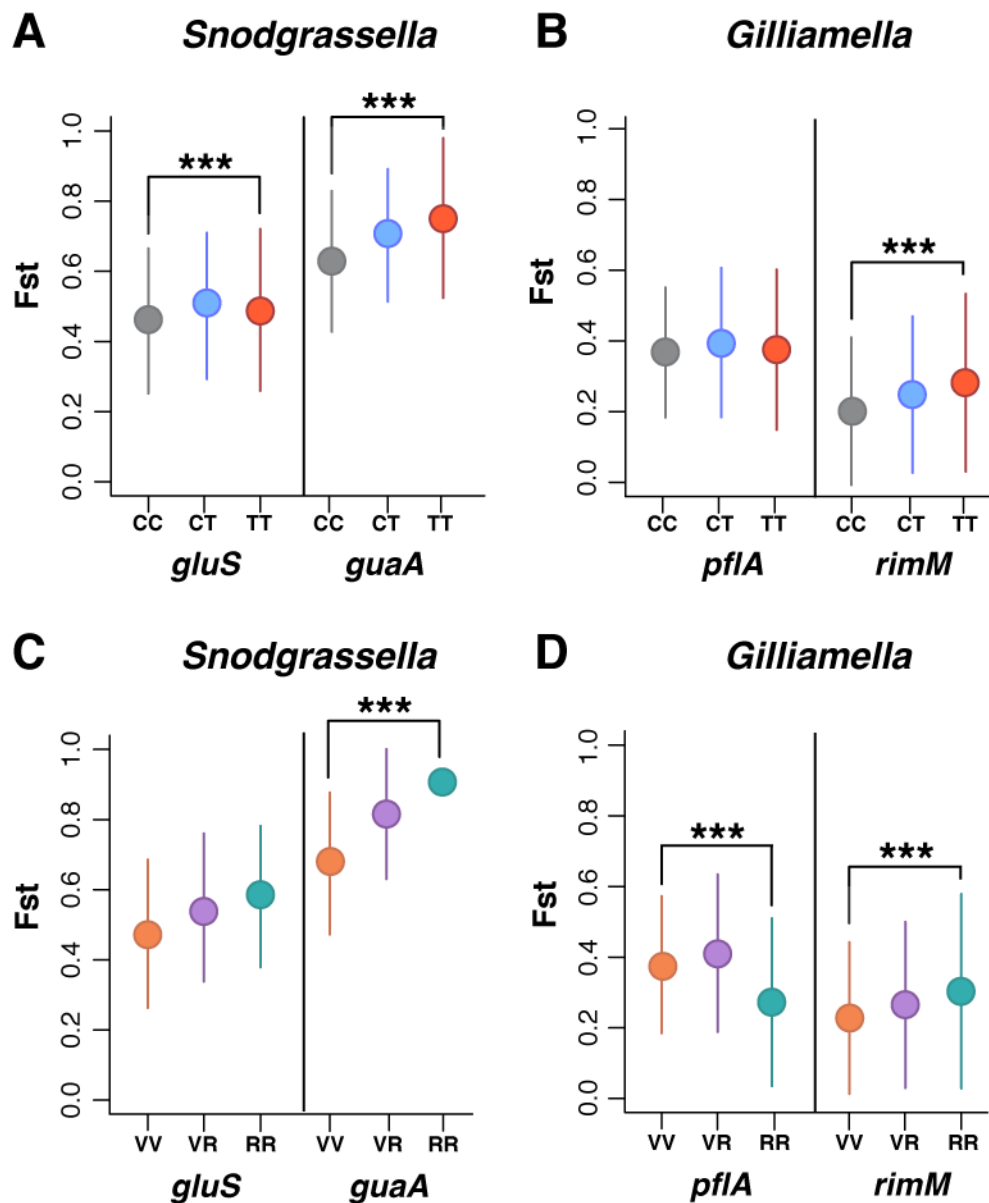 A Snodgrassella
B Gilliamella
***
***
***
Fst
1.0
0.8
0.6
0.4
0.2
0.0
CC CT TT CC CT TT
gluS guaA
Fst
1.0
0.8
0.6
0.4
0.2
0.0
CC CT TT CC CT TT
pflA rimM
C Snodgrassella
D Gilliamella
***
***
***
Fst
1.0
0.8
0.6
0.4
0.2
0.0
VV VR RR VV VR RR
gluS guaA
Fst
1.0
0.8
0.6
0.4
0.2
0.0
VV VR RR VV VR RR
pflA rimM